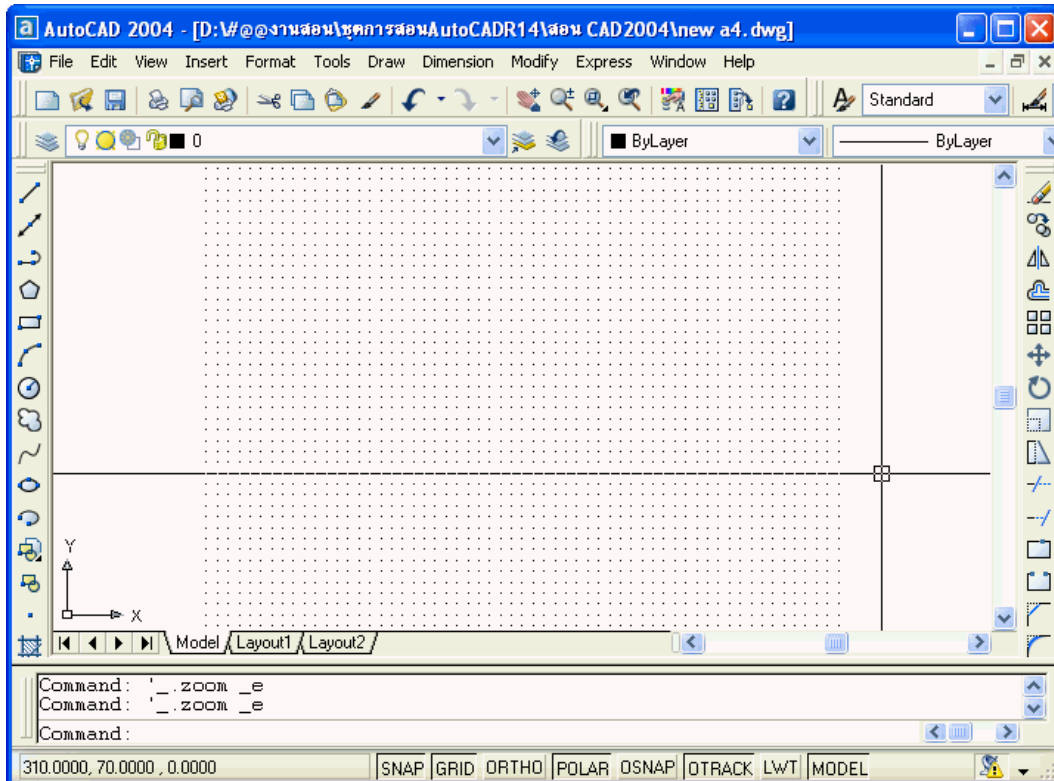 AutoCAD 2004 - [D:\#@@งานสอน\ชุดการสอนAutoCADR14\สอน CAD2004\new a4.dwg]
File Edit View Insert Format Tools Draw Dimension Modify Express Window Help
Standard
0 ByLayer ByLayer
Y
X
Model Layout1 Layout2
Command: '_.zoom _e
Command: '_.zoom _e
Command:
310.0000, 70.0000 , 0.0000 SNAP GRID ORTHO POLAR OSNAP OTRACK LWT MODEL